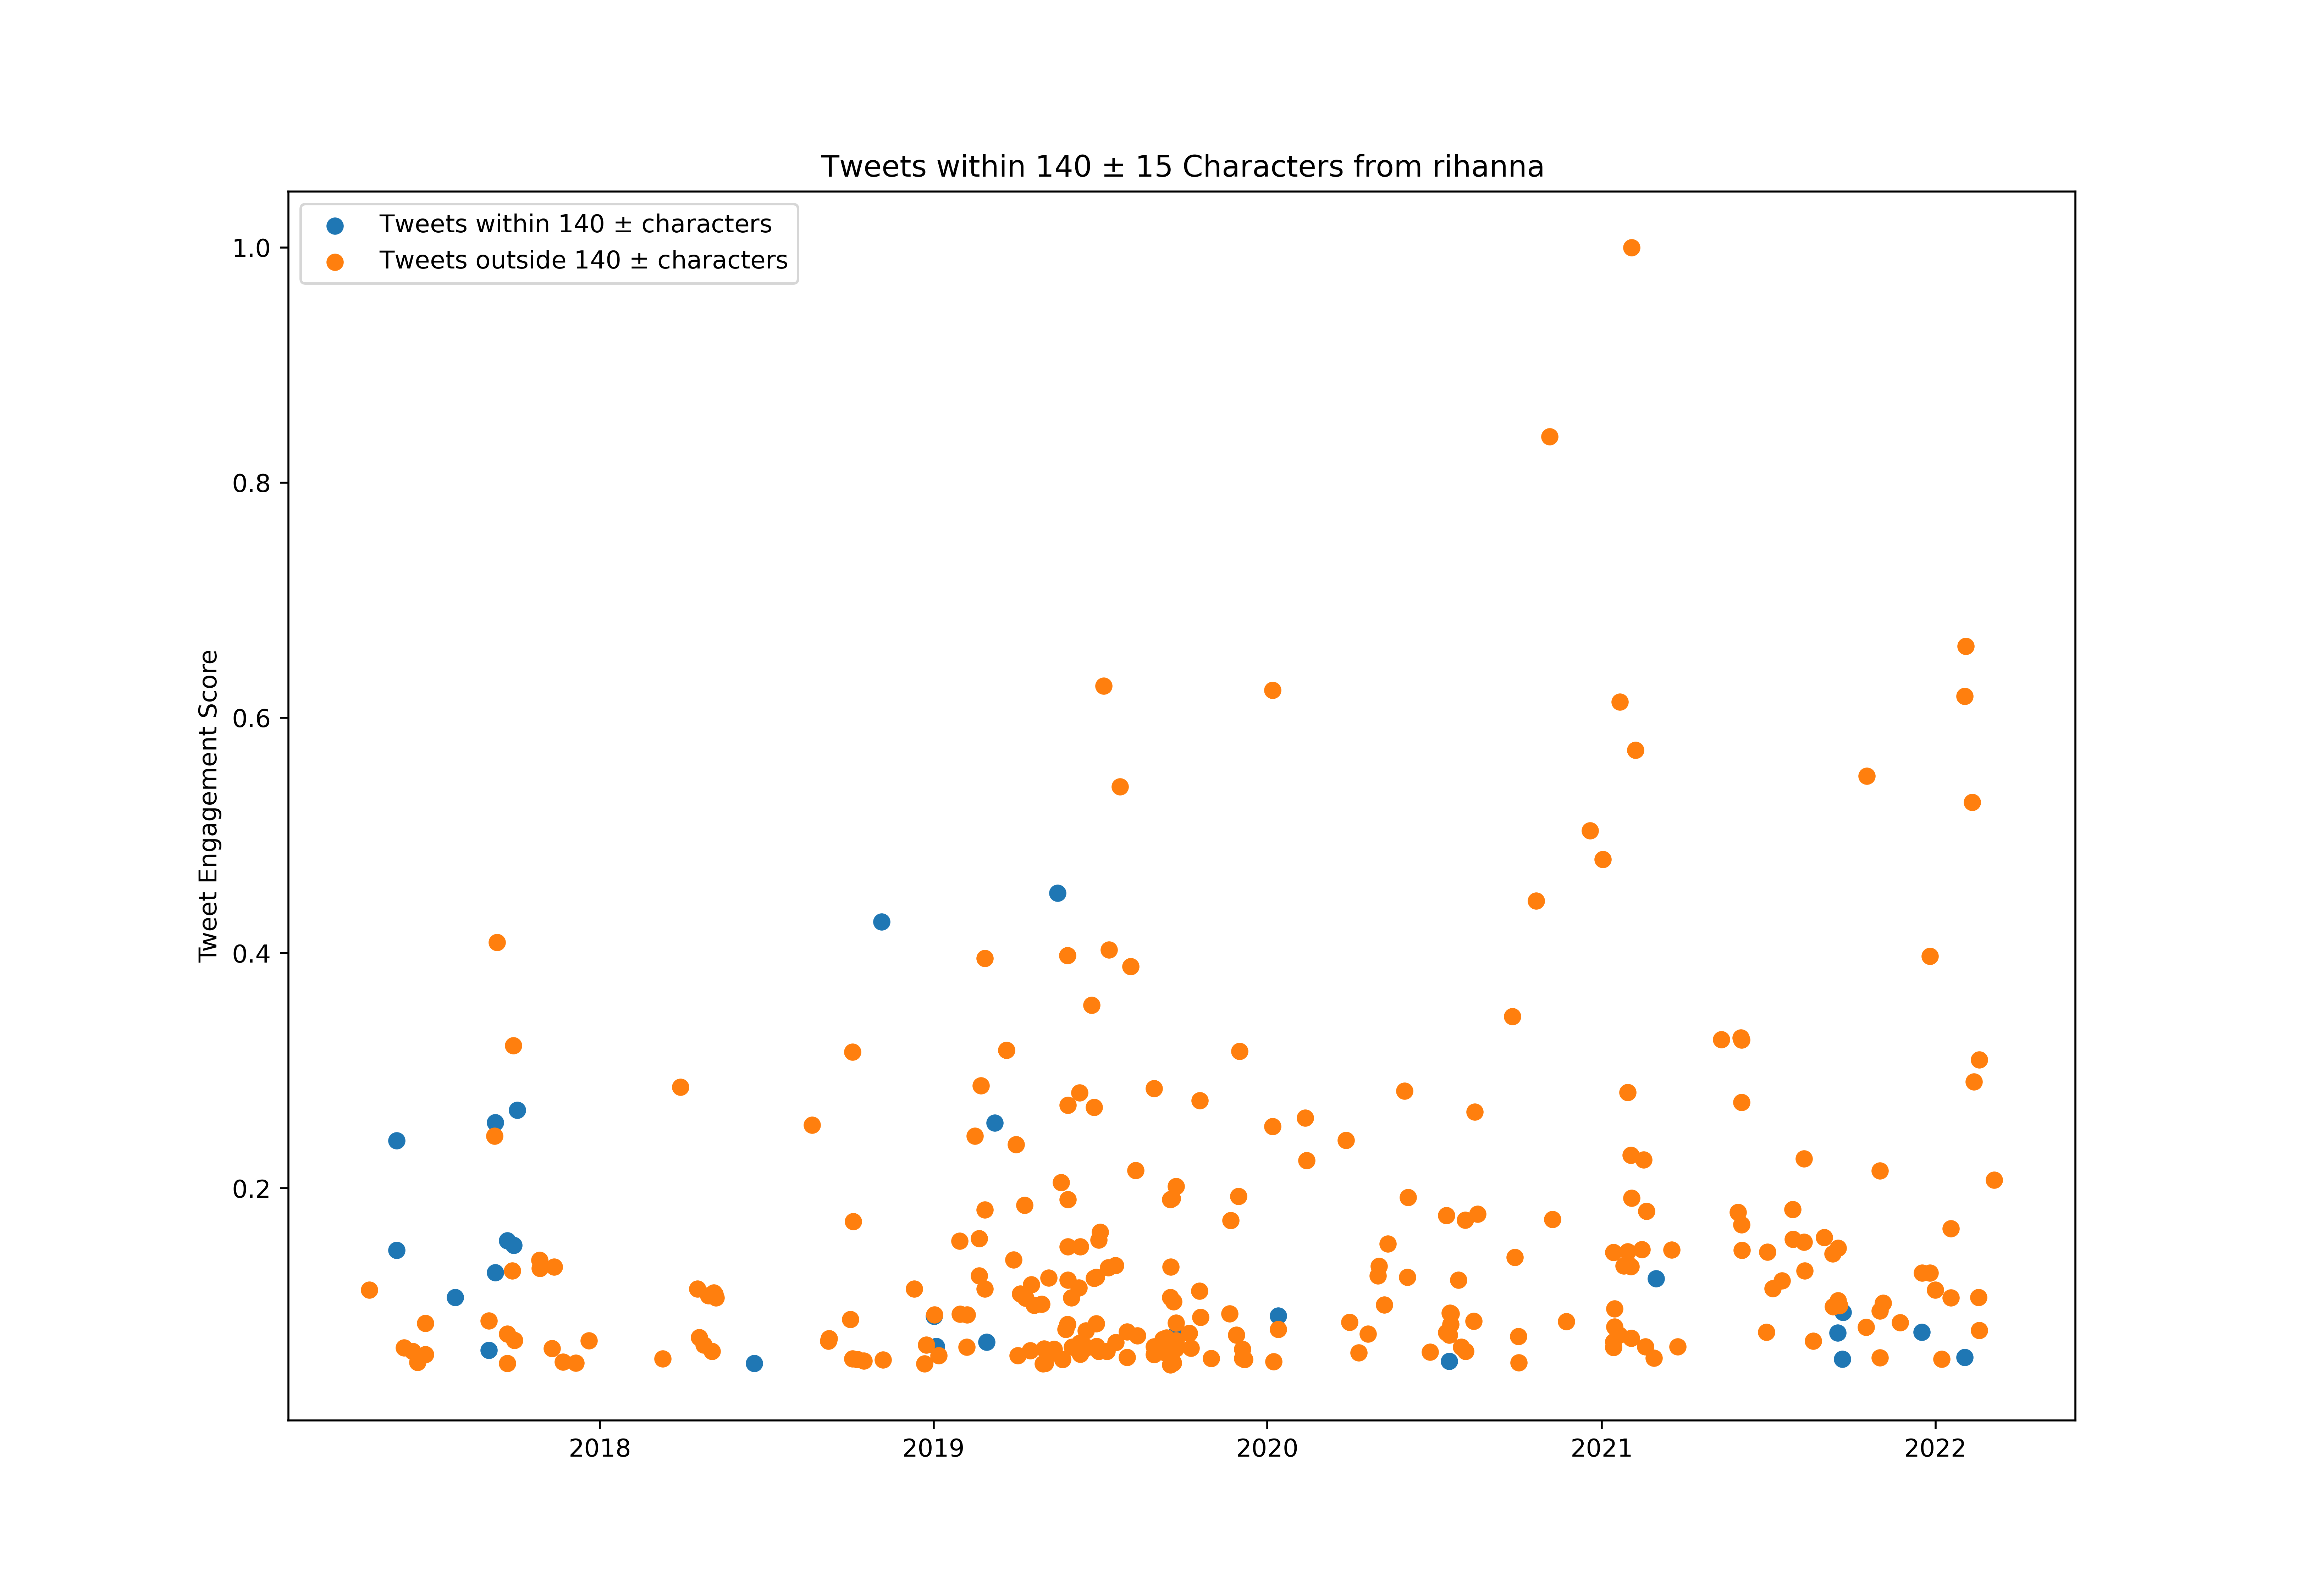 Tweets within 140 ± 15 Characters from rihanna
Tweets within 140 ± characters
Tweets outside 140 ± characters
1.0
0.8
0.6
0.4
0.2
Tweet Engagement Score
2018 2019 2020 2021 2022